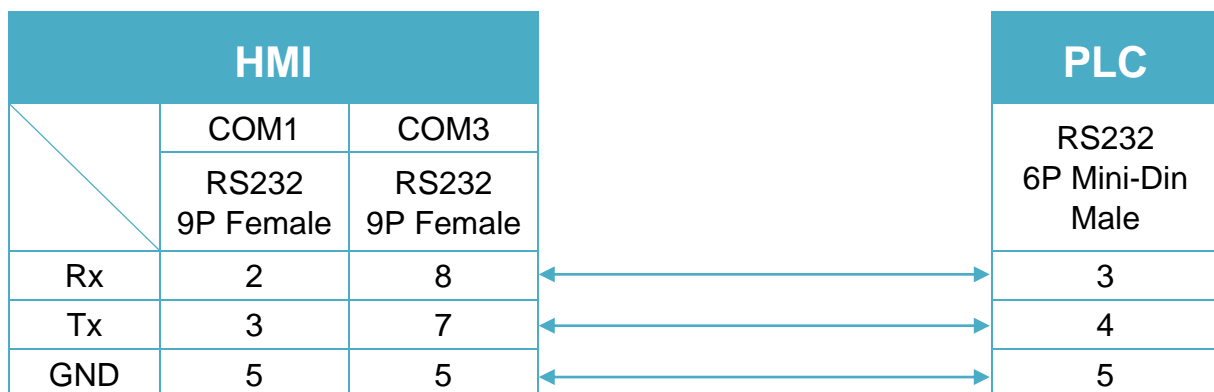 HMI PLC
COM1 COM3
RS232
9P Female
RS232
9P Female
RS232
6P Mini-Din
Male
Rx 2 8 3
Tx 3 7 4
GND 5 5 5